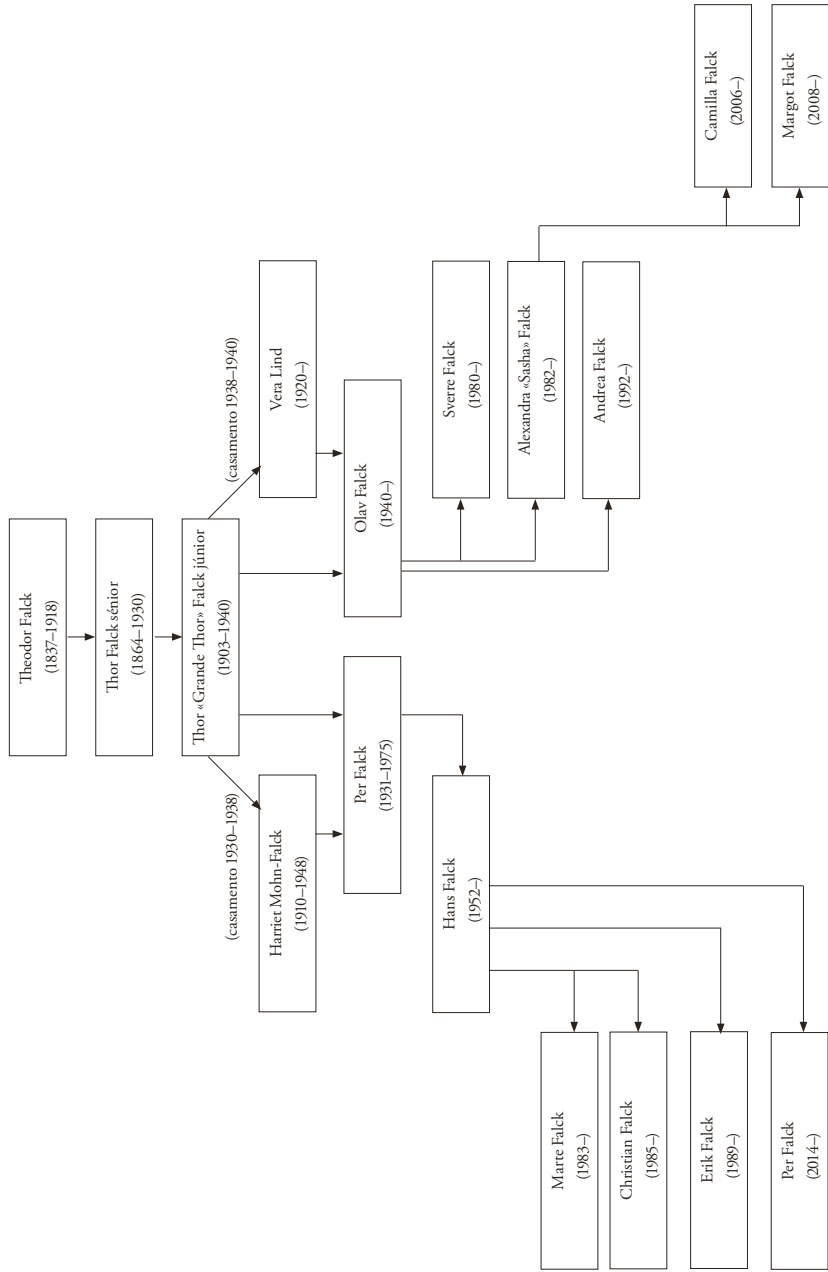 Theodor Falck
(1837–1918)
Thor Falck sénior
(1864–1930)
Thor «Grande Thor» Falck júnior
(1903–1940)
(casamento 1930–1938)
(casamento 1938–1940)
Harriet Mohn-Falck
(1910–1948)
Vera Lind
(1920–)
Per Falck
(1931–1975)
Olav Falck
(1940–)
Hans Falck
(1952–)
Sverre Falck
(1980–)
Alexandra «Sasha» Falck
(1982–)
Andrea Falck
(1992–)
Marte Falck
(1983–)
Christian Falck
(1985–)
Erik Falck
(1989–)
Per Falck
(2014–)
Camilla Falck
(2006–)
Margot Falck
(2008–)